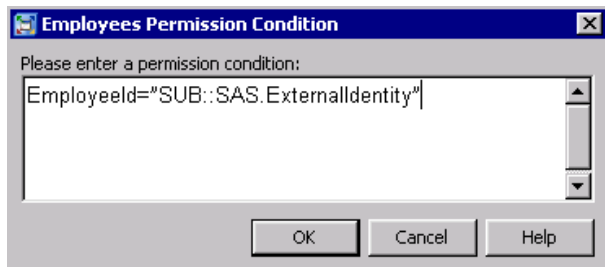 Employees Permission Condition
Please enter a permission condition:
EmployeeId="SUB::SAS.ExternalIdentity"
OK Cancel Help